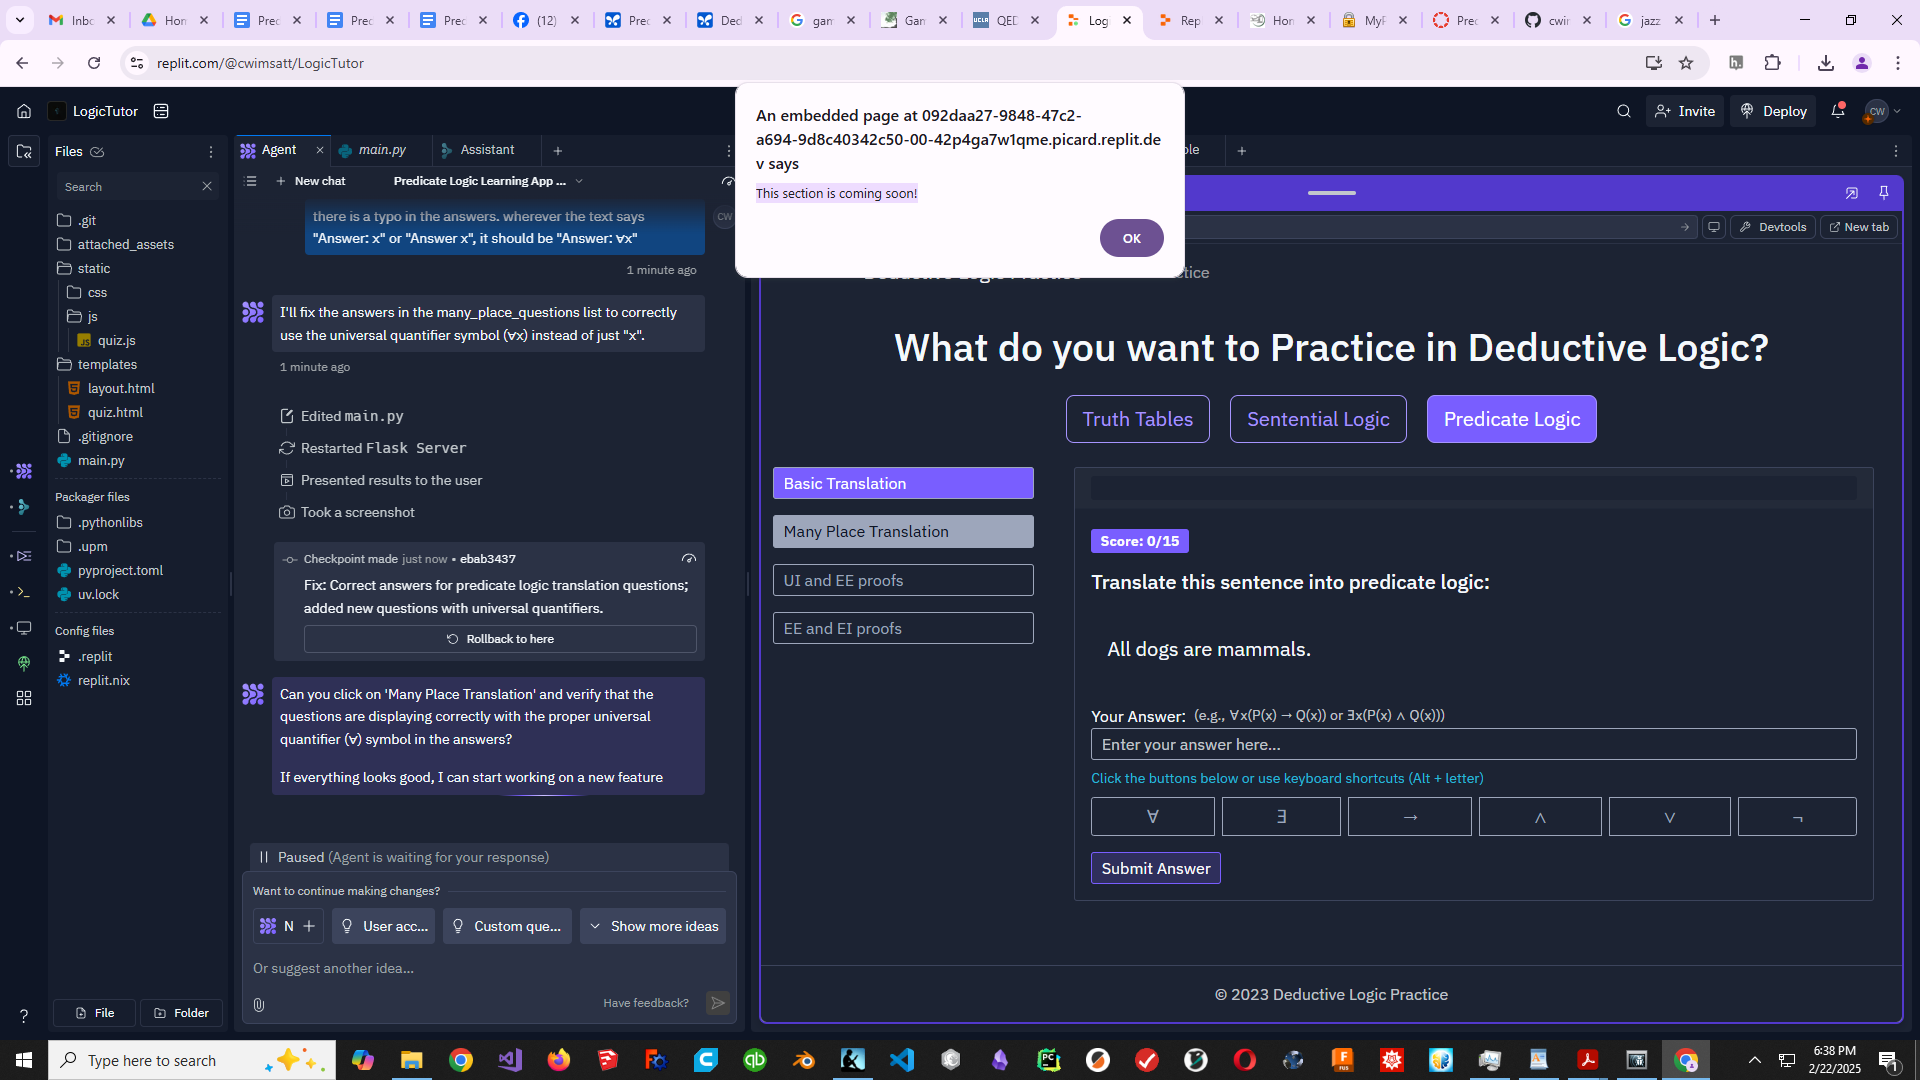 Inbc
Hon
Prec
Prec
Prec
(12)
Prec
Ded
gam
Gan
QED
Log
Rep
Hon
MyF
Prec
cwir
jazz
replit.com/@cwimsatt/LogicTutor
LogicTutor
Invite
Deploy
CW
Files
Search
.git
attached_assets
static
css
js
quiz.js
templates
layout.html
quiz.html
.gitignore
main.py
Packager files
.pythonlibs
.upm
pyproject.toml
uv.lock
Config files
.replit
replit.nix
File
Folder
Agent
main.py
Assistant
New chat
Predicate Logic Learning App ...
there is a typo in the answers. wherever the text says
"Answer: x" or "Answer x", it should be "Answer: ∀x"
CW
1 minute ago
I'll fix the answers in the many_place_questions list to correctly
use the universal quantifier symbol (∀x) instead of just "x".
1 minute ago
Edited main.py
Restarted Flask Server
Presented results to the user
Took a screenshot
Checkpoint made just now • ebab3437
Fix: Correct answers for predicate logic translation questions;
added new questions with universal quantifiers.
Rollback to here
Can you click on 'Many Place Translation' and verify that the
questions are displaying correctly with the proper universal
quantifier (∀) symbol in the answers?
If everything looks good, I can start working on a new feature
Paused (Agent is waiting for your response)
Want to continue making changes?
N
User acc...
Custom que...
Show more ideas
Or suggest another idea...
Have feedback?
An embedded page at 092daa27-9848-47c2-
a694-9d8c40342c50-00-42p4ga7w1qme.picard.replit.de
v says
This section is coming soon!
OK
Devtools
New tab
What do you want to Practice in Deductive Logic?
Truth Tables
Sentential Logic
Predicate Logic
Basic Translation
Many Place Translation
UI and EE proofs
EE and EI proofs
Score: 0/15
Translate this sentence into predicate logic:
All dogs are mammals.
Your Answer: (e.g., ∀x(P(x) → Q(x)) or ∃x(P(x) ∧ Q(x)))
Enter your answer here...
Click the buttons below or use keyboard shortcuts (Alt + letter)
∀ ∃ → ∧ ∨ ¬
Submit Answer
© 2023 Deductive Logic Practice
Type here to search
6:38 PM
2/22/2025
1